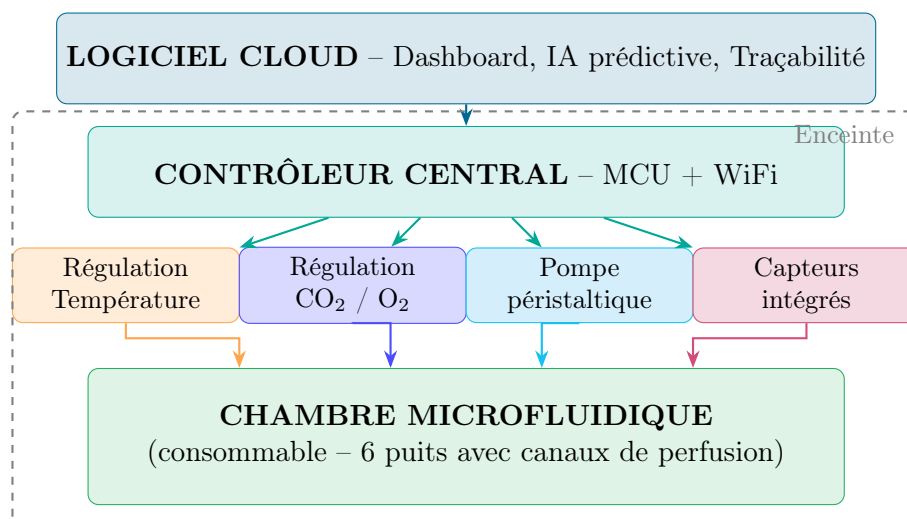 LOGICIEL CLOUD – Dashboard, IA prédictive, Traçabilité
Enceinte
CONTRÔLEUR CENTRAL – MCU + WiFi
Régulation
Température
Régulation
CO₂ / O₂
Pompe
péristaltique
Capteurs
intégrés
CHAMBRE MICROFLUIDIQUE
(consommable – 6 puits avec canaux de perfusion)